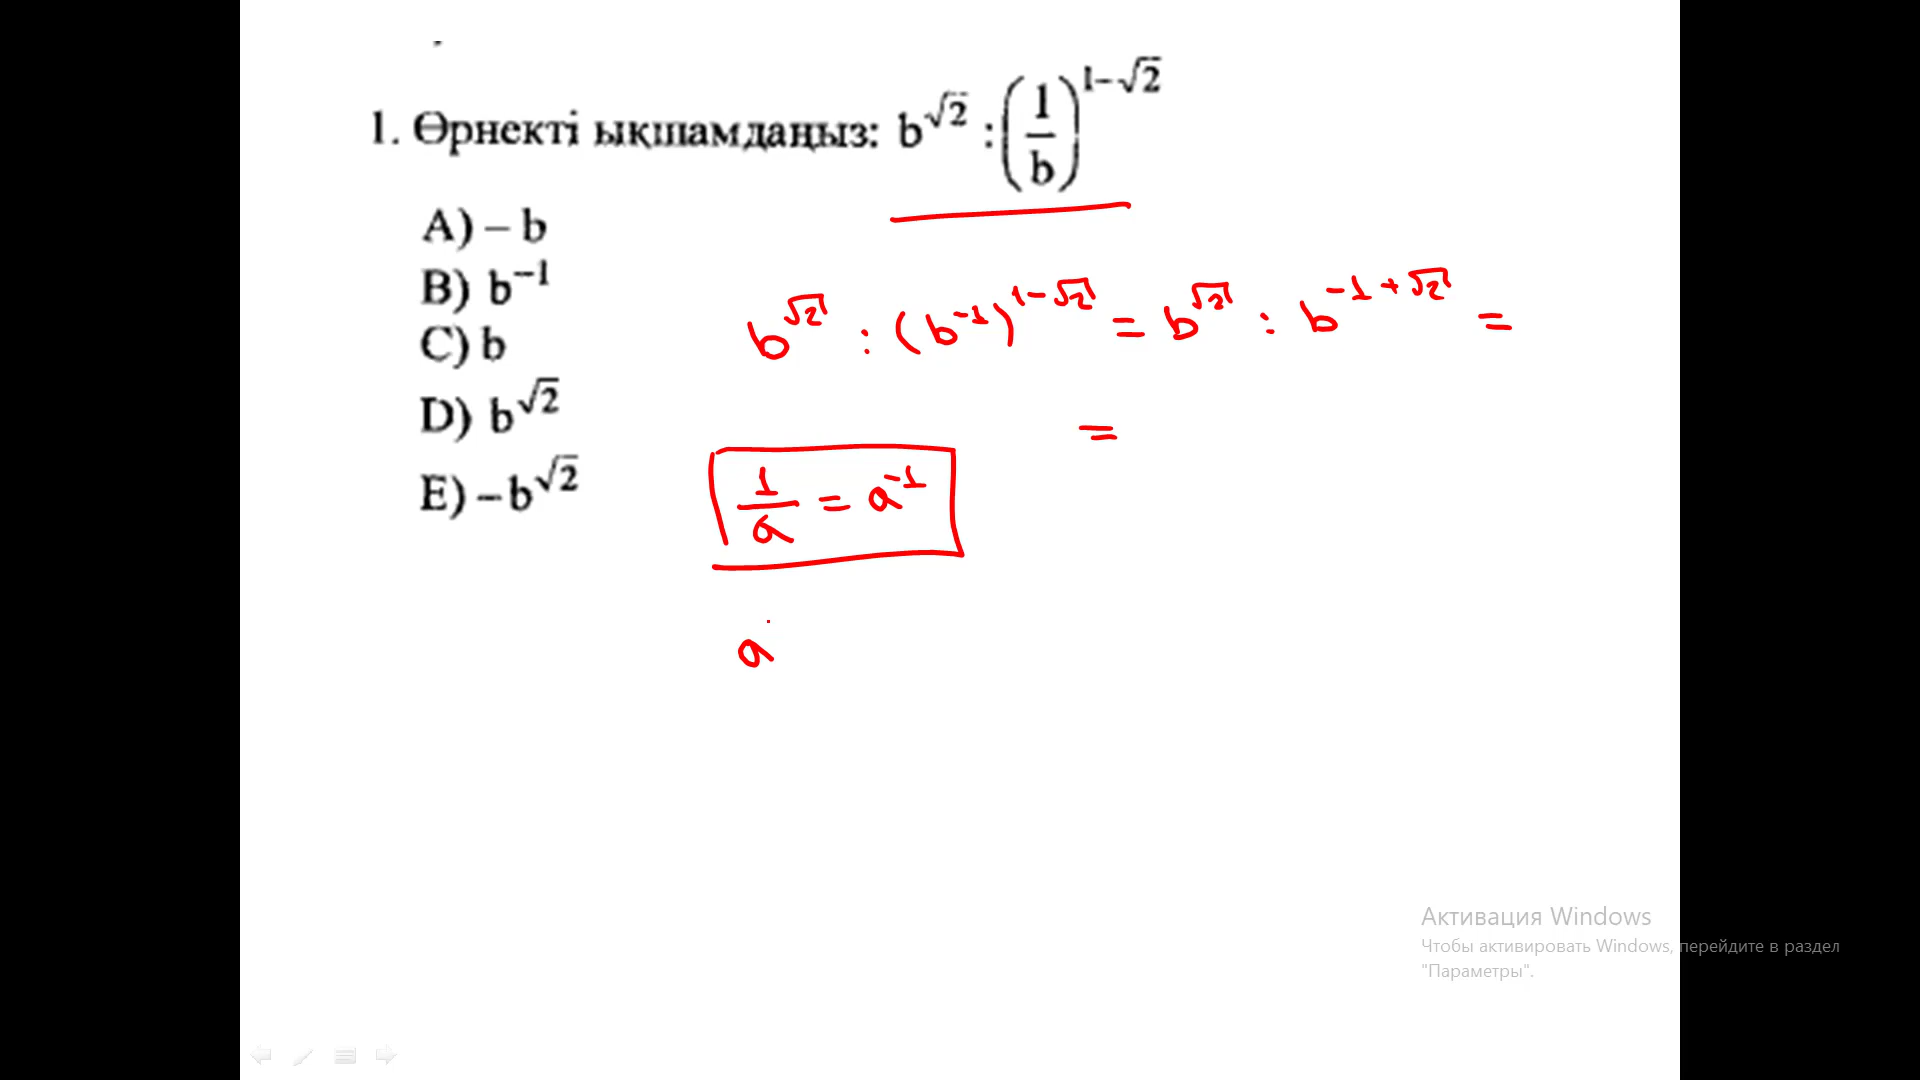 1. Өрнекті ықшамдаңыз: b^√2 : (1/b)^(1–√2)
A) – b
B) b^–1
C) b
D) b^√2
E) – b^√2
b^√2 : (b^-1)^(1-√2) = b^√2 : b^(-1+√2) =
=
1/a = a^-1
a
Активация Windows
Чтобы активировать Windows, перейдите в раздел
"Параметры".